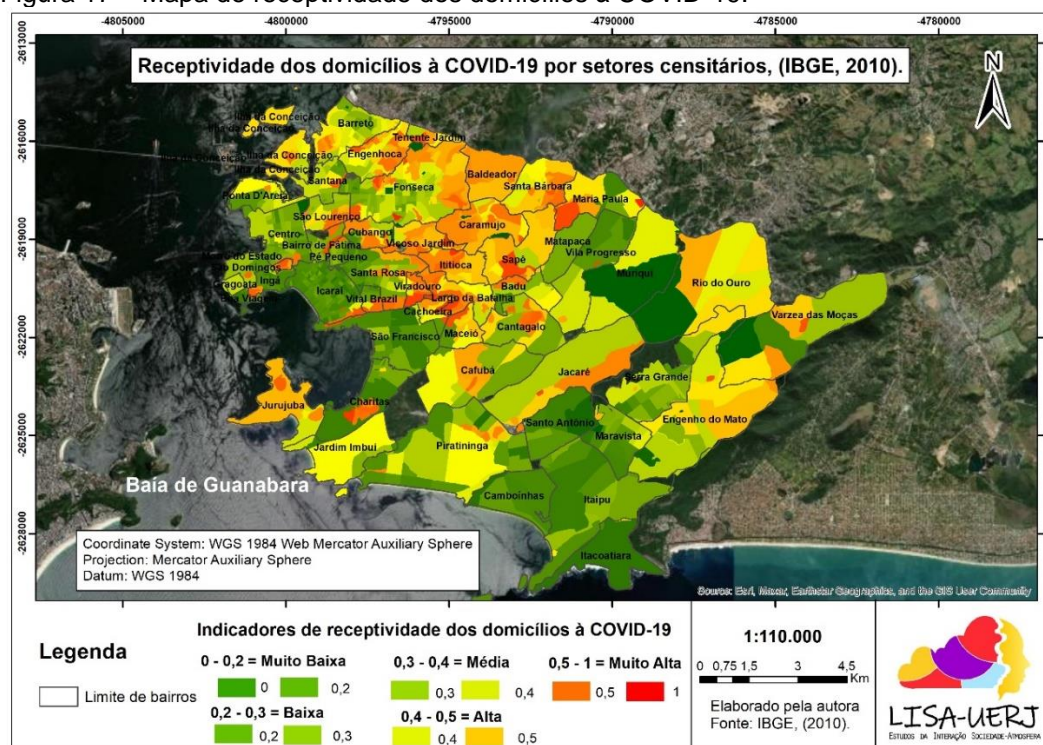 Figura 17 – Mapa de receptividade dos domicílios à COVID-19.
-4805000 -4800000 -4795000 -4790000 -4785000 -4780000
-2613000
-2616000
-2619000
-2622000
-2625000
-2628000
Receptividade dos domicílios à COVID-19 por setores censitários, (IBGE, 2010).
N
Ilha da Conceição
Barreto
Tenente Jardim
Engenhoca
Santana
Fonseca
Baldeador
Santa Bárbara
Maria Paula
Ponta D'Areia
São Lourenço
Cubango
Caramujo
Centro
Bairro de Fátima
Viçoso Jardim
Matapaca
Vila Progresso
Pé Pequeno
Ititioca
Sapê
Muriqui
Rio do Ouro
Gragoatá
Ingá
Icaraí
Santa Rosa
Viradouro
Badu
Vital Brazil
Largo da Batalha
Cachoeira
Cantagalo
Varzea das Moças
São Francisco
Maceió
Cafubá
Jacaré
Serra Grande
Jurujuba
Charitas
Santo Antônio
Engenho do Mato
Maravista
Jardim Imbui
Piratininga
Camboinhas
Itaipu
Itacoatiara
Baía de Guanabara
Coordinate System: WGS 1984 Web Mercator Auxiliary Sphere
Projection: Mercator Auxiliary Sphere
Datum: WGS 1984
Source: Esri, Maxar, Earthstar Geographics, and the GIS User Community
Legenda
Limite de bairros
Indicadores de receptividade dos domicílios à COVID-19
0 - 0,2 = Muito Baixa
0 0,2
0,2 - 0,3 = Baixa
0,2 0,3
0,3 - 0,4 = Média
0,3 0,4
0,4 - 0,5 = Alta
0,4 0,5
0,5 - 1 = Muito Alta
0,5 1
1:110.000
0 0,75 1,5 3 4,5
Km
Elaborado pela autora
Fonte: IBGE, (2010).
LISA-UERJ
Estudos da Interação Sociedade-Atmosfera